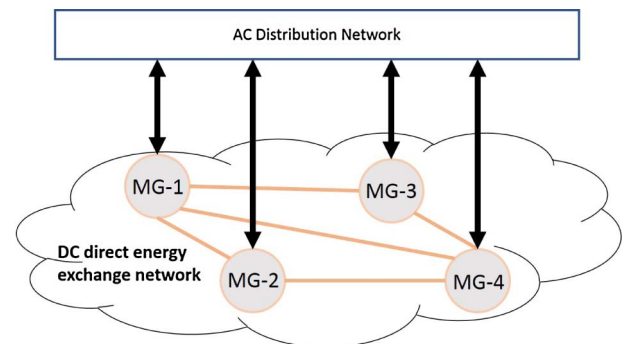 AC Distribution Network
MG-1
MG-3
DC direct energy
exchange network
MG-2
MG-4